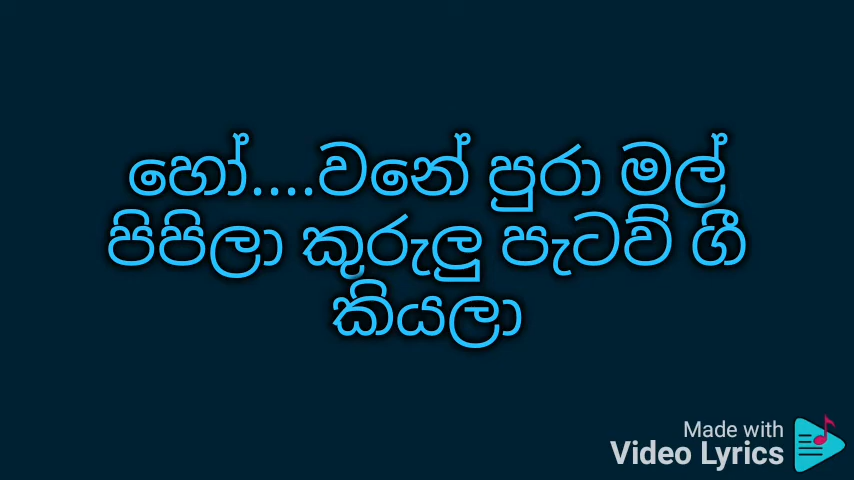 හෝ....වනේ පුරා මල්
පිපිලා කුරුලු පැටව් ගී
කියලා
Made with
Video Lyrics